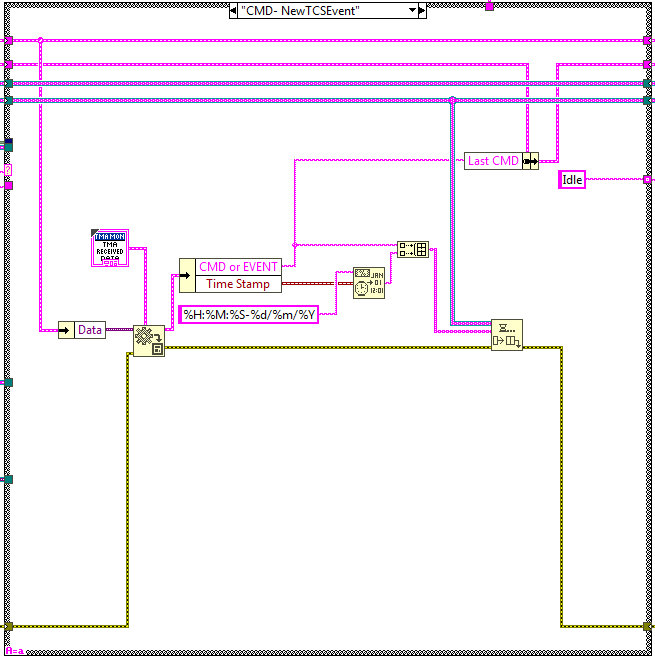 "CMD- NewTCSEvent"
Last CMD
Idle
TMA MON
TMA
RECEIVED
DATA
CMD or EVENT
Time Stamp
JAN
01
12:01
%H:%M:%S-%d/%m/%Y
Data
?
A=a